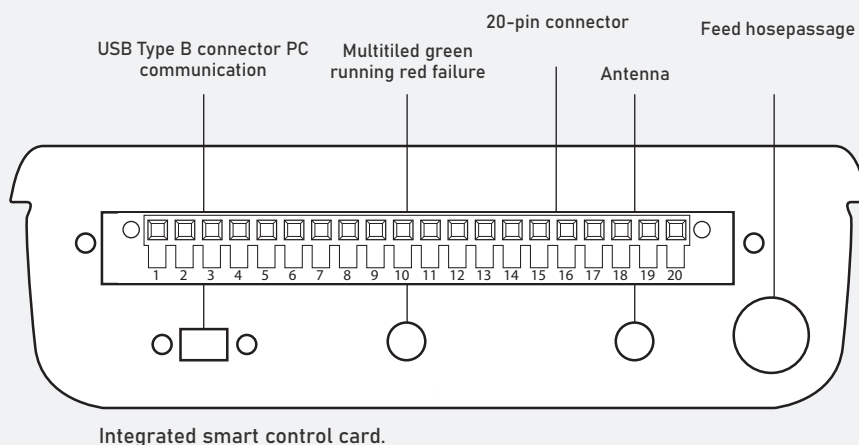 USB Type B connector PC
communication
Multitiled green
running red failure
20-pin connector
Antenna
Feed hosepassage
1 2 3 4 5 6 7 8 9 10 11 12 13 14 15 16 17 18 19 20
Integrated smart control card.